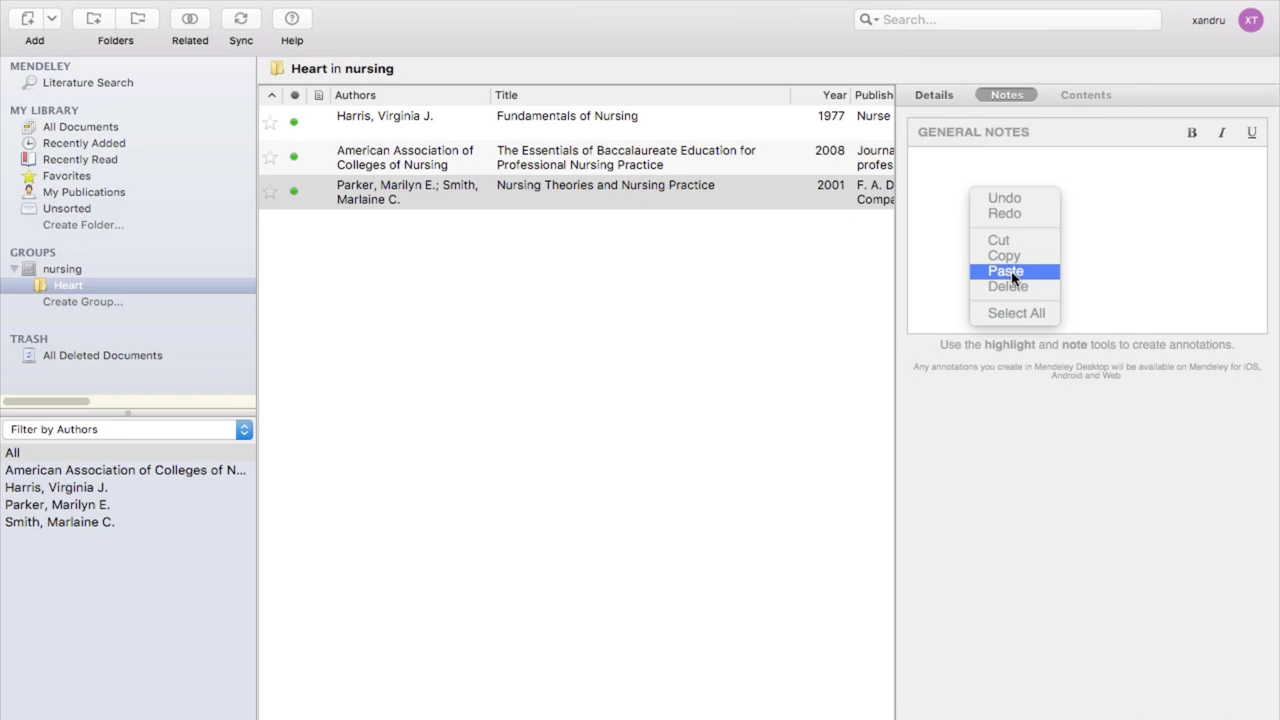 Add
Folders
Related
Sync
Help
Search...
xandru
XT
MENDELEY
Literature Search
MY LIBRARY
All Documents
Recently Added
Recently Read
Favorites
My Publications
Unsorted
Create Folder...
GROUPS
nursing
Heart
Create Group...
TRASH
All Deleted Documents
Filter by Authors
All
American Association of Colleges of N...
Harris, Virginia J.
Parker, Marilyn E.
Smith, Marlaine C.
Heart in nursing
Authors Title Year Publish
Harris, Virginia J. Fundamentals of Nursing 1977 Nurse
American Association of The Essentials of Baccalaureate Education for 2008 Journa
Colleges of Nursing Professional Nursing Practice profes
Parker, Marilyn E.; Smith, Nursing Theories and Nursing Practice 2001 F. A. D
Marlaine C. Compa
Details Notes Contents
GENERAL NOTES B I U
Undo
Redo
Cut
Copy
Paste
Delete
Select All
Use the highlight and note tools to create annotations.
Any annotations you create in Mendeley Desktop will be available on Mendeley for iOS,
Android and Web